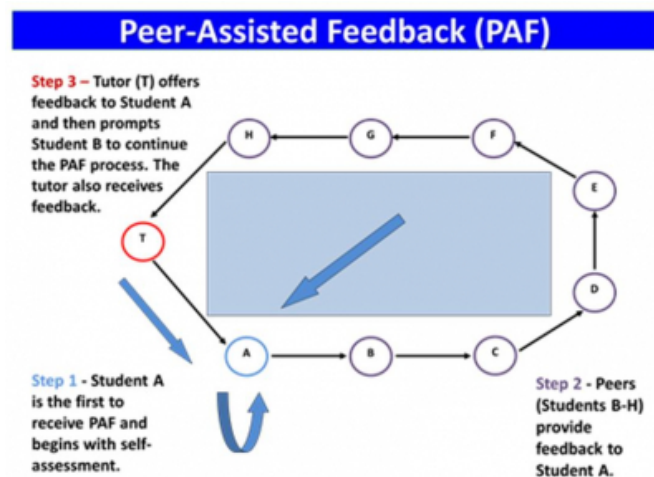 Peer-Assisted Feedback (PAF)
Step 3 – Tutor (T) offers
feedback to Student A
and then prompts
Student B to continue
the PAF process. The
tutor also receives
feedback.
H
G
F
E
T
D
A
B
C
Step 1 - Student A
is the first to
receive PAF and
begins with self-
assessment.
Step 2 - Peers
(Students B-H)
provide
feedback to
Student A.